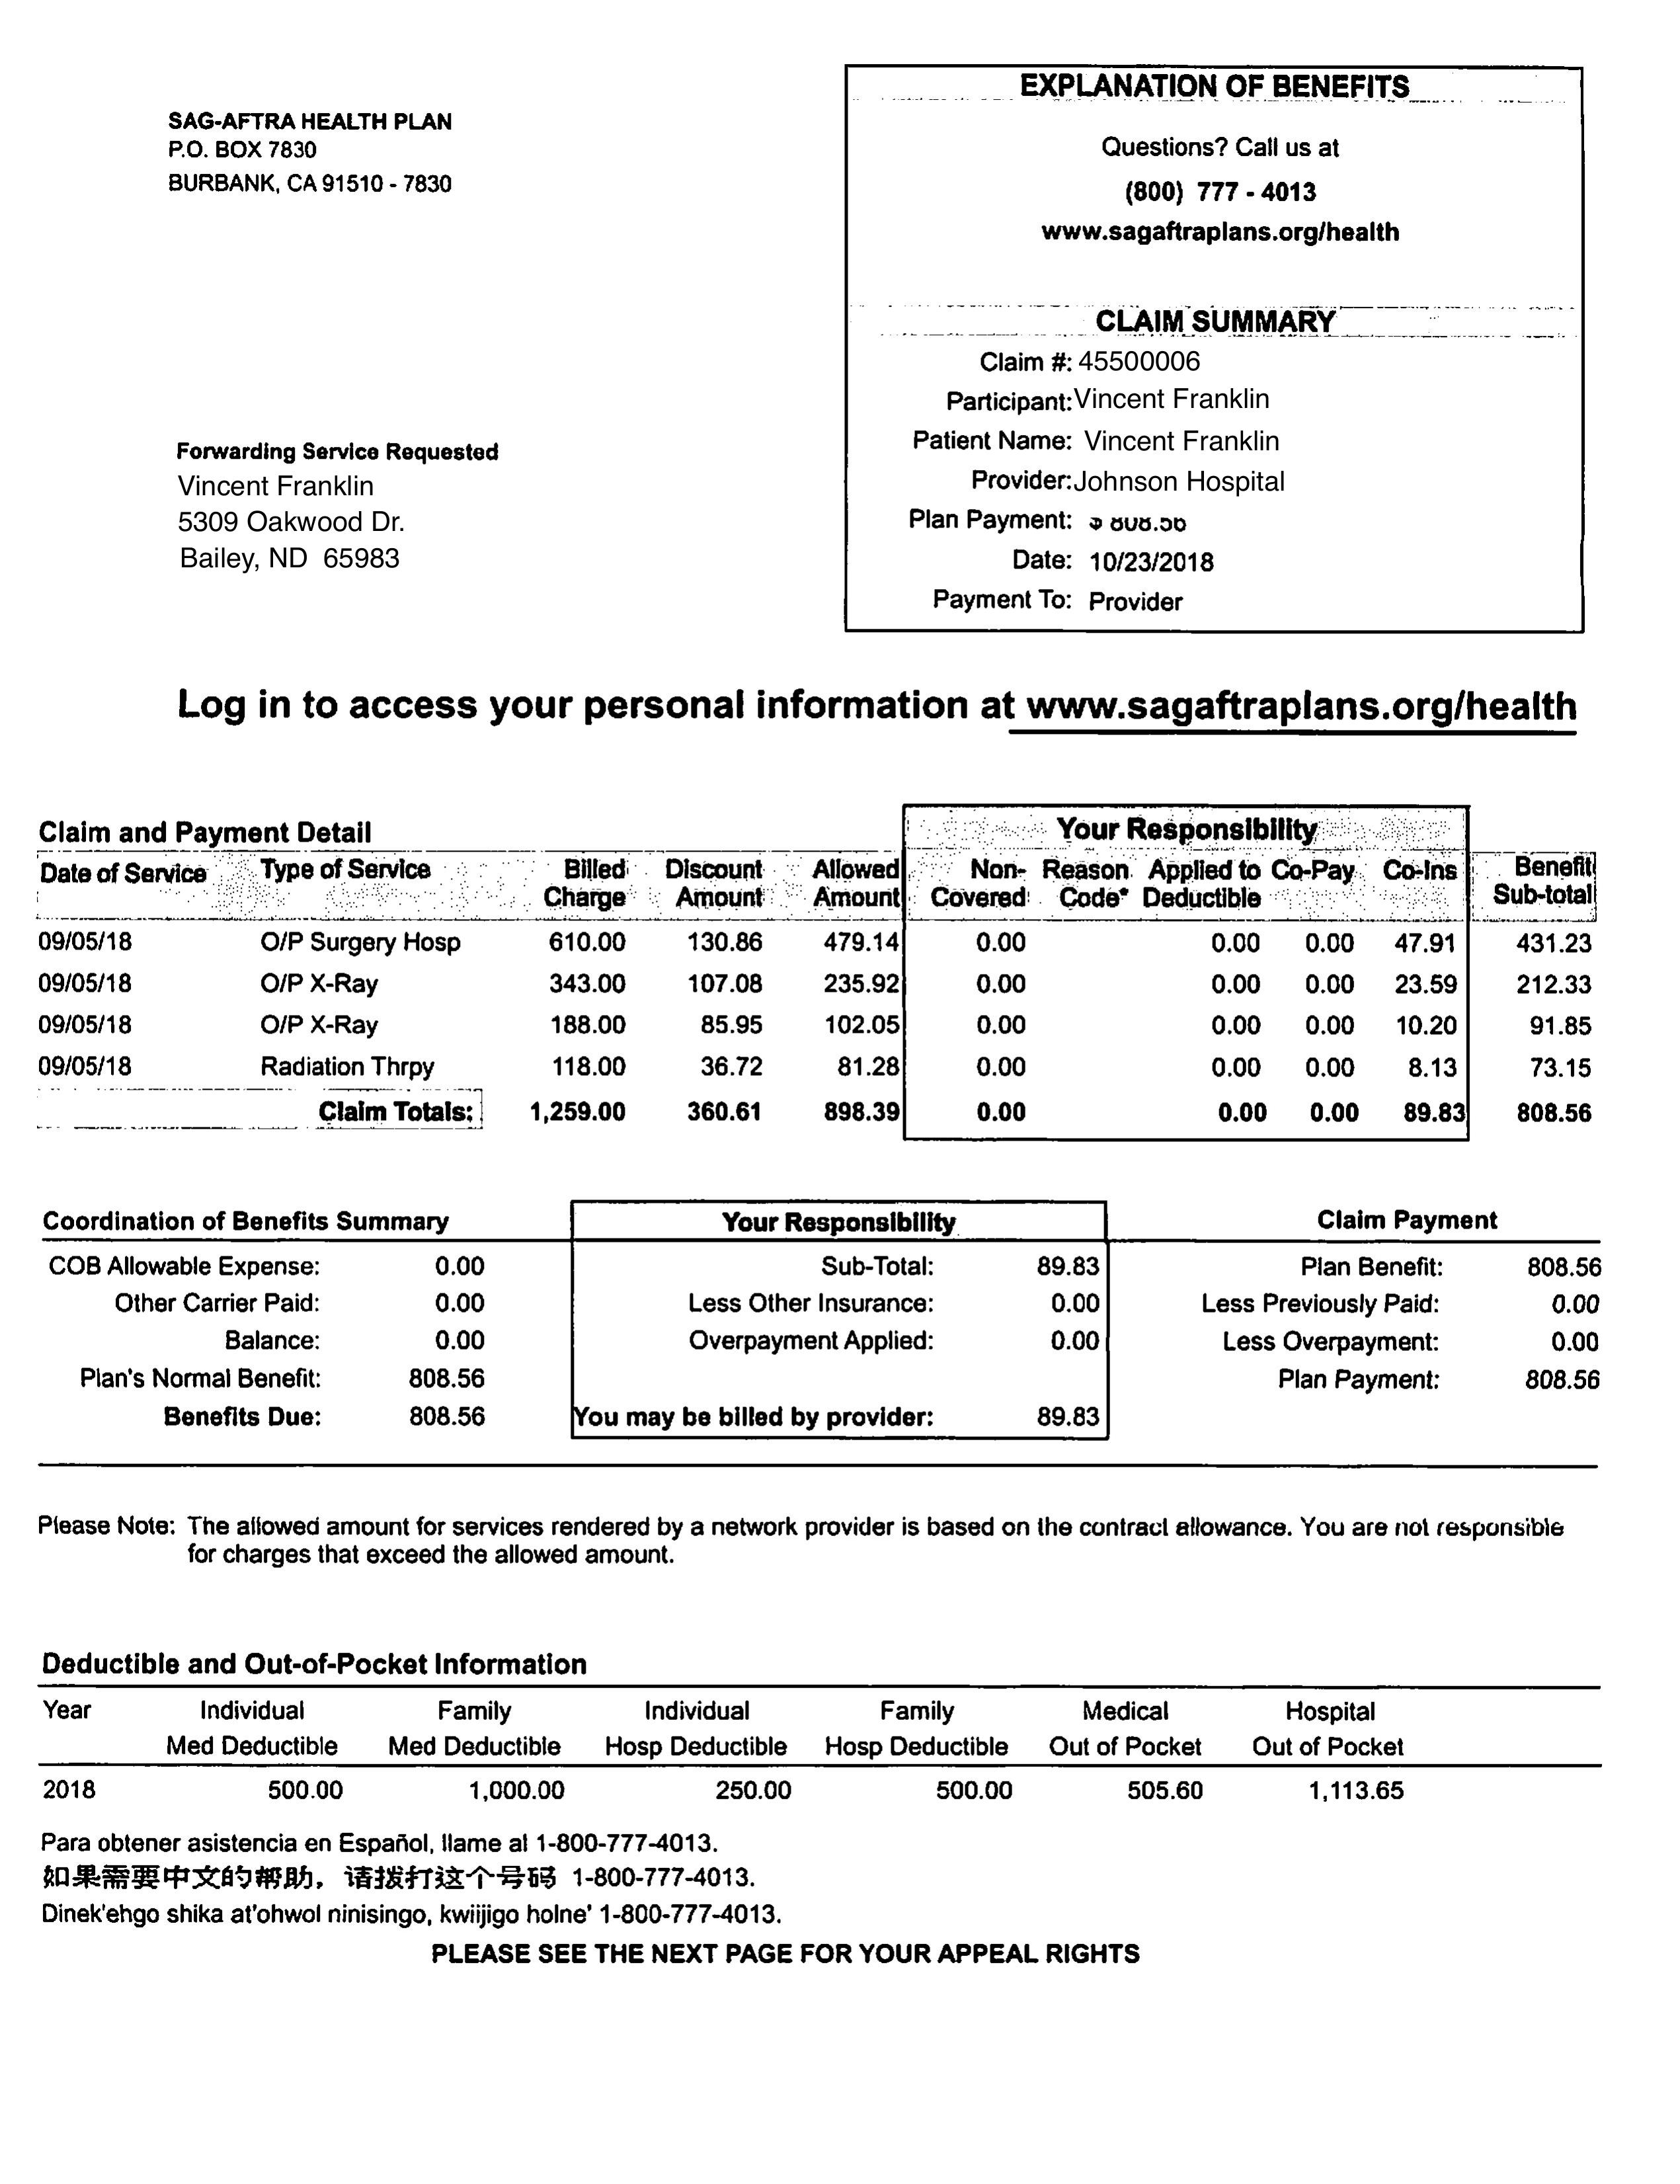 SAG-AFTRA HEALTH PLAN
P.O. BOX 7830
BURBANK, CA 91510 - 7830
EXPLANATION OF BENEFITS
Questions? Call us at
(800) 777 - 4013
www.sagaftraplans.org/health
CLAIM SUMMARY
Claim #: 45500006
Participant: Vincent Franklin
Patient Name: Vincent Franklin
Provider: Johnson Hospital
Plan Payment: $ 808.56
Date: 10/23/2018
Payment To: Provider
Forwarding Service Requested
Vincent Franklin
5309 Oakwood Dr.
Bailey, ND 65983
Log in to access your personal information at www.sagaftraplans.org/health
Claim and Payment Detail
Your Responsibility
Date of Service Type of Service Billed Charge Discount Amount Allowed Amount Non-Covered Reason Code* Applied to Deductible Co-Pay Co-Ins Benefit Sub-total
09/05/18 O/P Surgery Hosp 610.00 130.86 479.14 0.00 0.00 0.00 47.91 431.23
09/05/18 O/P X-Ray 343.00 107.08 235.92 0.00 0.00 0.00 23.59 212.33
09/05/18 O/P X-Ray 188.00 85.95 102.05 0.00 0.00 0.00 10.20 91.85
09/05/18 Radiation Thrpy 118.00 36.72 81.28 0.00 0.00 0.00 8.13 73.15
Claim Totals: 1,259.00 360.61 898.39 0.00 0.00 0.00 89.83 808.56
Coordination of Benefits Summary
COB Allowable Expense: 0.00
Other Carrier Paid: 0.00
Balance: 0.00
Plan's Normal Benefit: 808.56
Benefits Due: 808.56
Your Responsibility
Sub-Total: 89.83
Less Other Insurance: 0.00
Overpayment Applied: 0.00
You may be billed by provider: 89.83
Claim Payment
Plan Benefit: 808.56
Less Previously Paid: 0.00
Less Overpayment: 0.00
Plan Payment: 808.56
Please Note: The allowed amount for services rendered by a network provider is based on the contract allowance. You are not responsible
for charges that exceed the allowed amount.
Deductible and Out-of-Pocket Information
Year Individual Family Individual Family Medical Hospital
Med Deductible Med Deductible Hosp Deductible Hosp Deductible Out of Pocket Out of Pocket
2018 500.00 1,000.00 250.00 500.00 505.60 1,113.65
Para obtener asistencia en Español, llame al 1-800-777-4013.
如果需要中文的帮助，请拨打这个号码 1-800-777-4013.
Dinek'ehgo shika at'ohwol ninisingo, kwiijigo holne' 1-800-777-4013.
PLEASE SEE THE NEXT PAGE FOR YOUR APPEAL RIGHTS